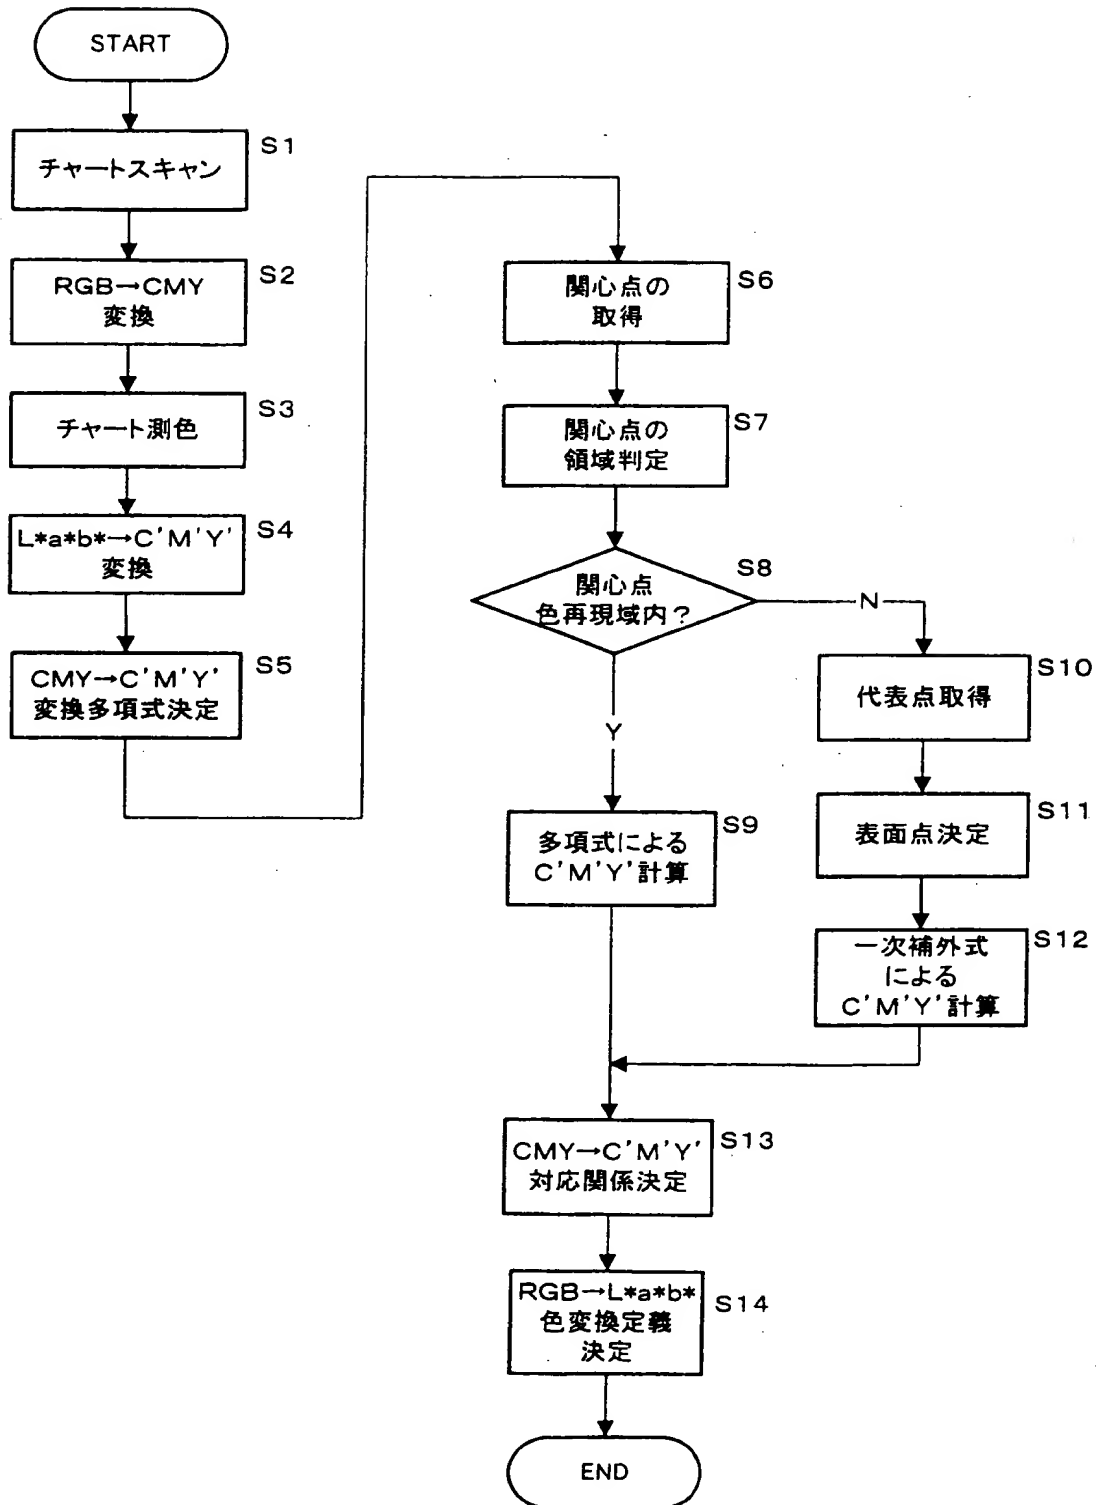 START
S1
チャートスキャン
S2
RGB→CMY
変換
S3
チャート測色
S4
L*a*b*→C'M'Y'
変換
S5
CMY→C'M'Y'
変換多項式決定
S6
関心点の
取得
S7
関心点の
領域判定
S8
関心点
色再現域内?
N
Y
S9
多項式による
C'M'Y'計算
S10
代表点取得
S11
表面点決定
S12
一次補外式
による
C'M'Y'計算
S13
CMY→C'M'Y'
対応関係決定
S14
RGB→L*a*b*
色変換定義
決定
END